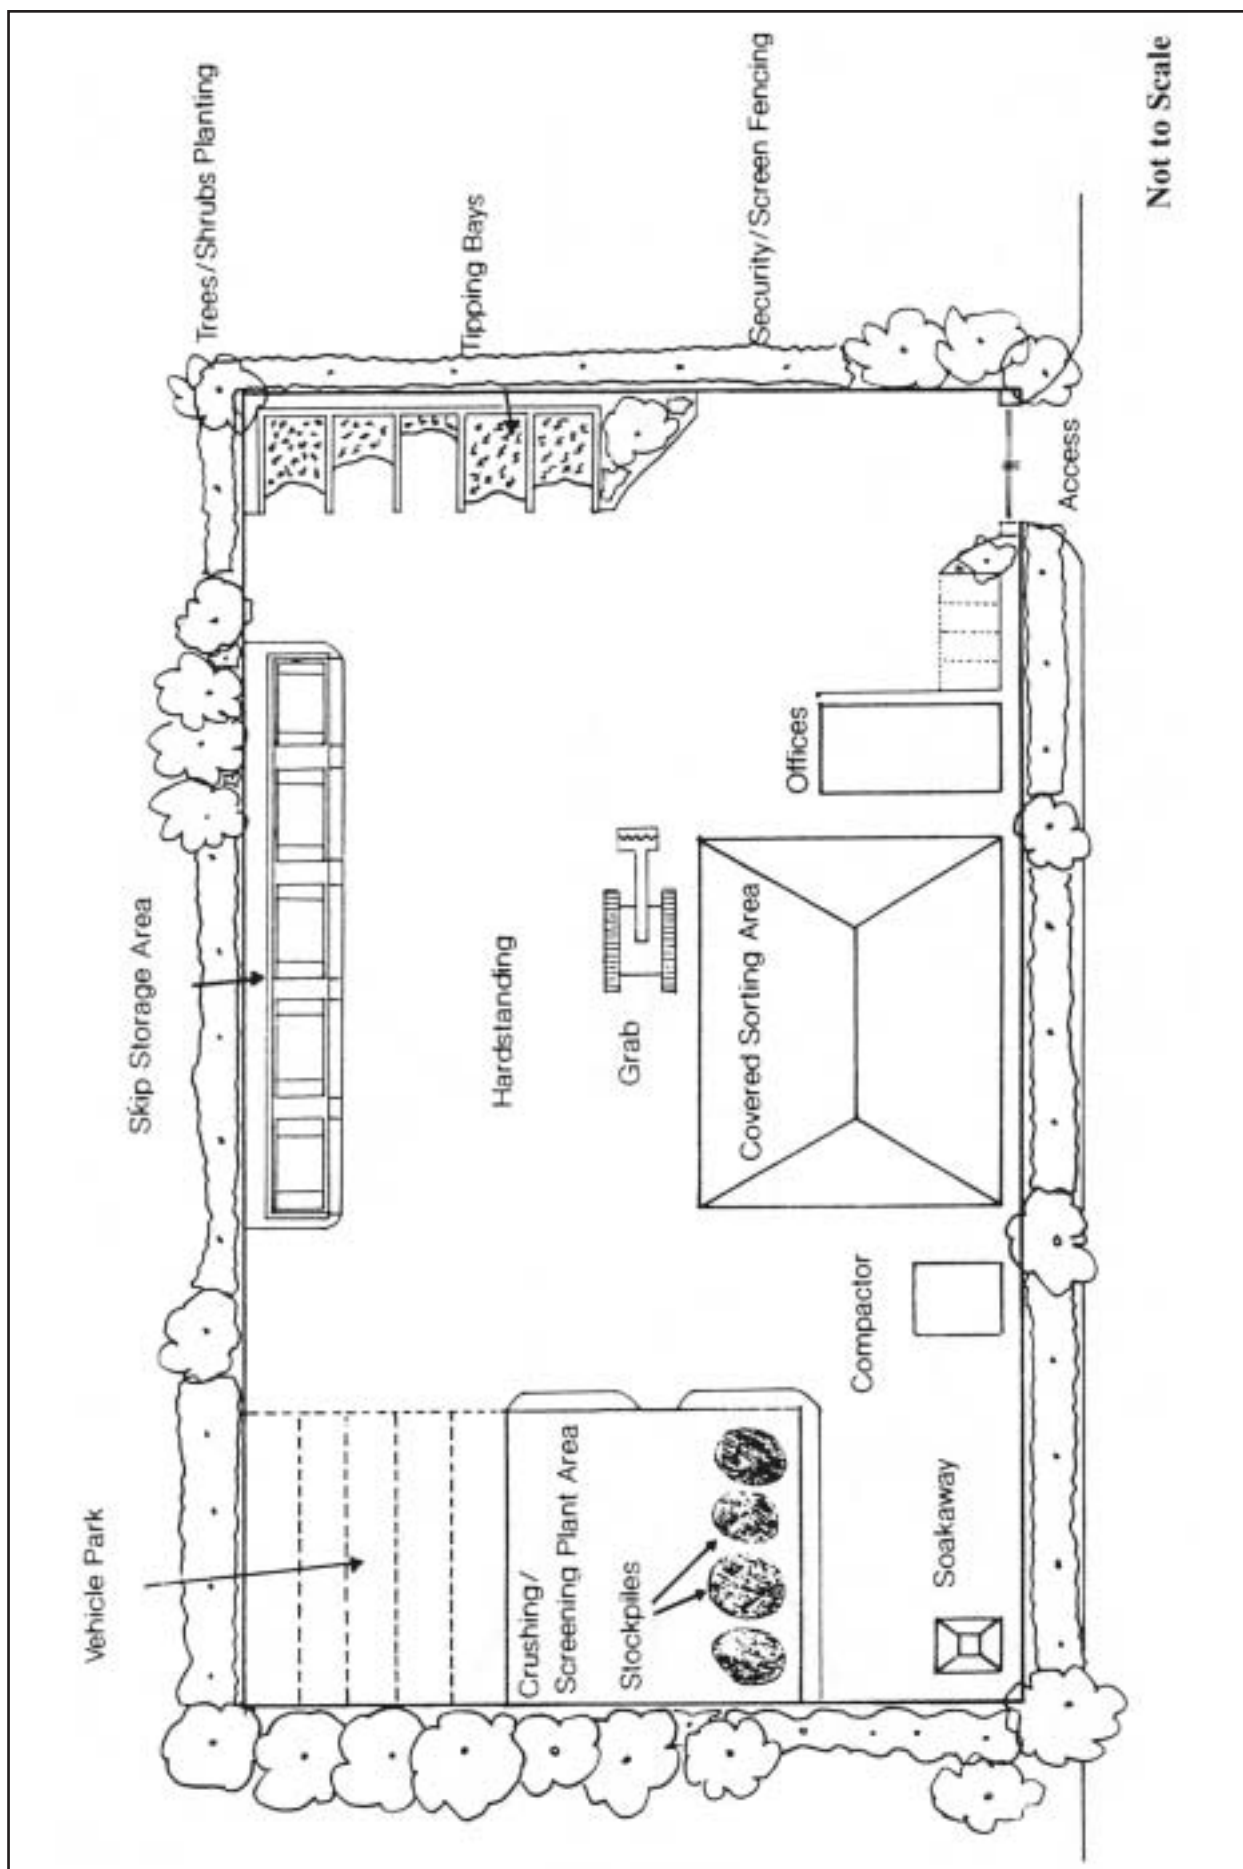 Vehicle Park
Skip Storage Area
Trees/Shrubs Planting
Tipping Bays
Security/Screen Fencing
Hardstanding
Crushing/
Screening Plant Area
Stockpiles
Grab
Covered Sorting Area
Offices
Compactor
Soakaway
Access
Not to Scale